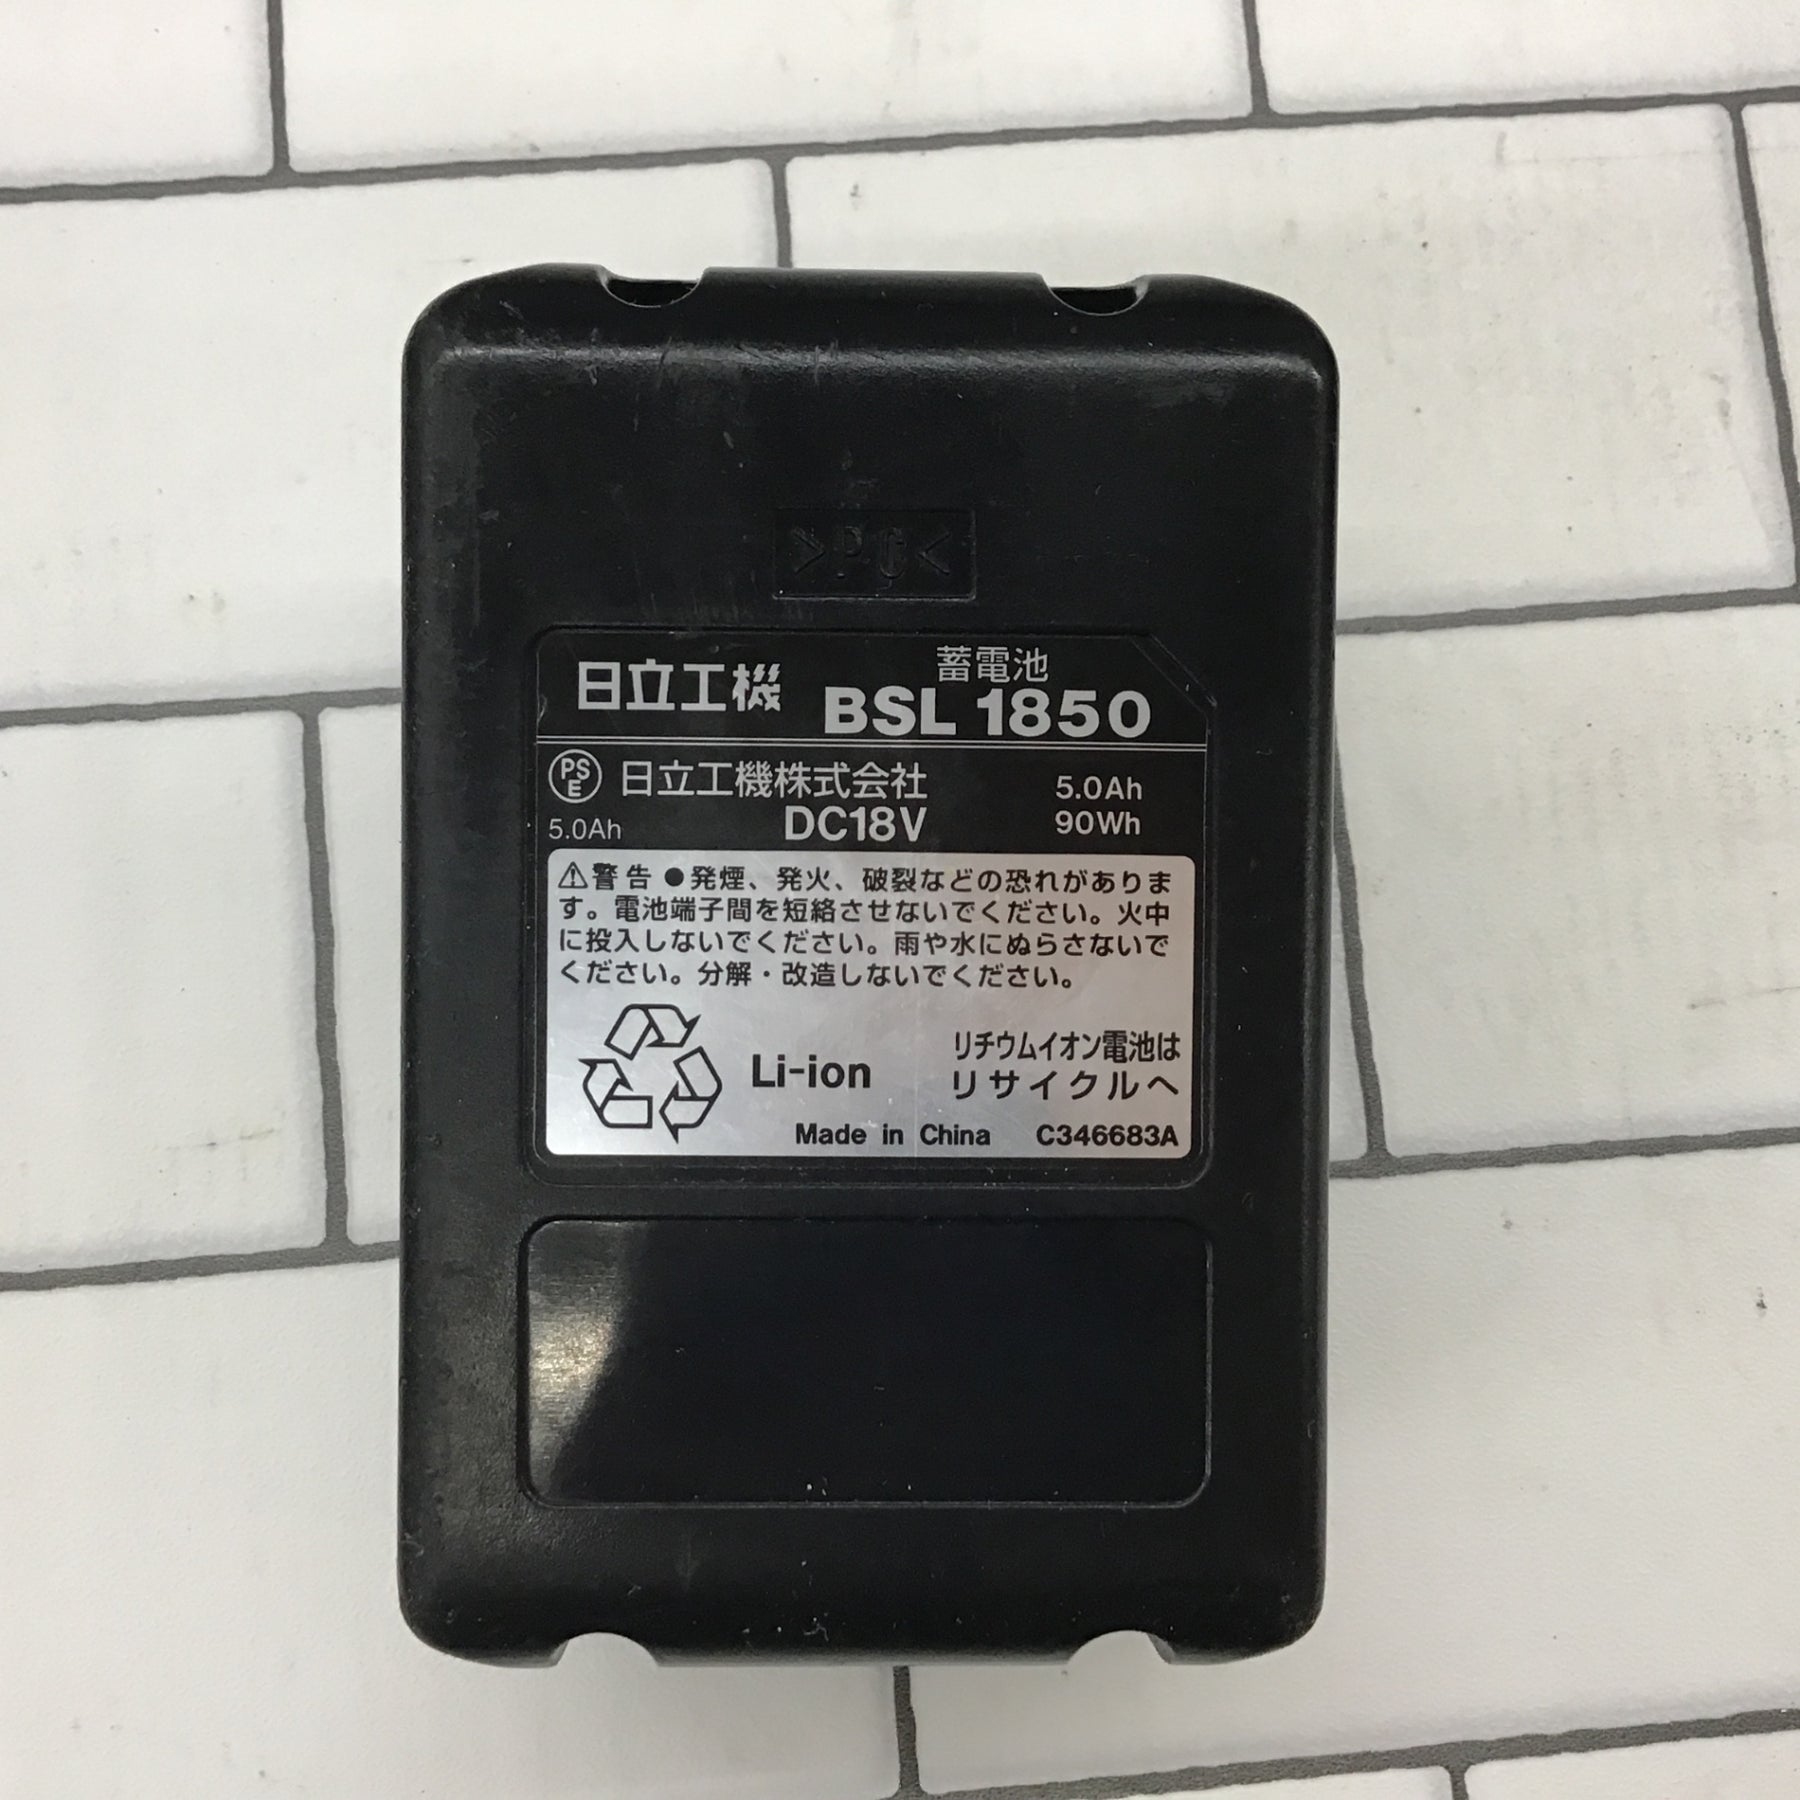 >PC<
日立工機
蓄電池
BSL 1850
PSE 日立工機株式会社 5.0Ah
5.0Ah DC18V 90Wh
⚠警告 ●発煙、発火、破裂などの恐れがありま
す。電池端子間を短絡させないでください。火中
に投入しないでください。雨や水にぬらさないで
ください。分解・改造しないでください。
Li-ion
リチウムイオン電池は
リサイクルへ
Made in China C346683A